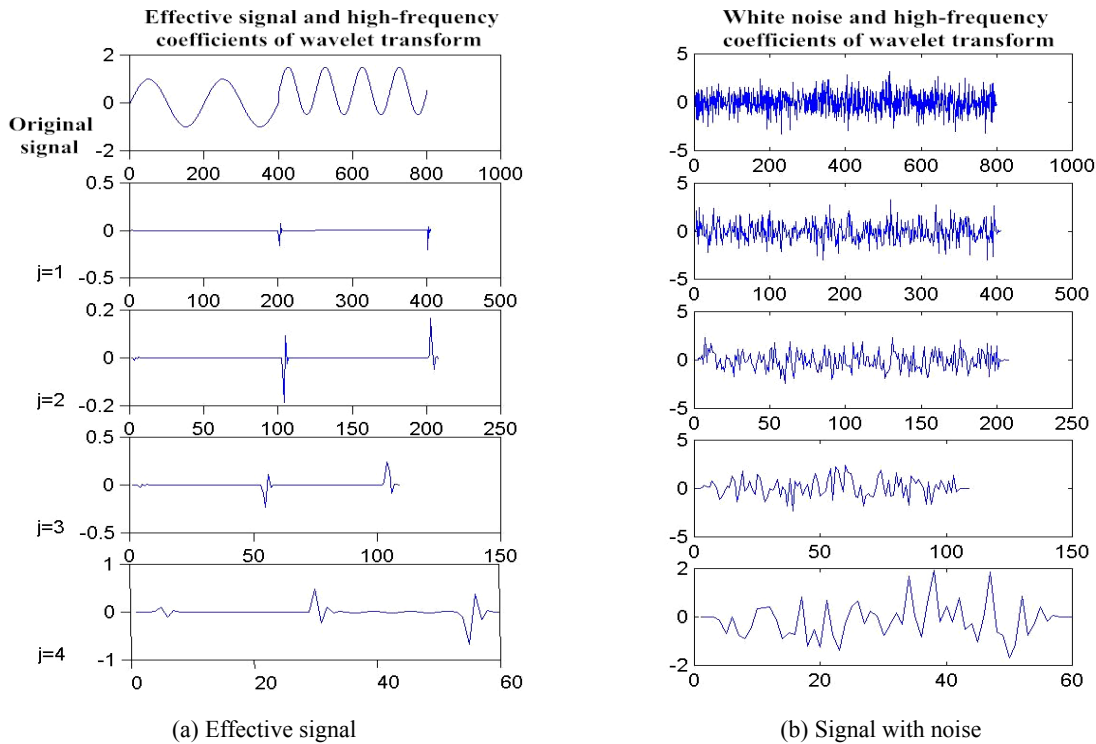 Effective signal and high-frequency
coefficients of wavelet transform
Original
signal
2
0
-2
0 200 400 600 800 1000
j=1
0.5
0
-0.5
0 100 200 300 400 500
j=2
0.2
0
-0.2
0 50 100 150 200 250
j=3
0.5
0
-0.5
0 50 100 150
j=4
1
0
-1
0 20 40 60
(a) Effective signal
White noise and high-frequency
coefficients of wavelet transform
5
0
-5
0 200 400 600 800 1000
5
0
-5
0 100 200 300 400 500
5
0
-5
0 50 100 150 200 250
5
0
-5
0 50 100 150
2
0
-2
0 20 40 60
(b) Signal with noise